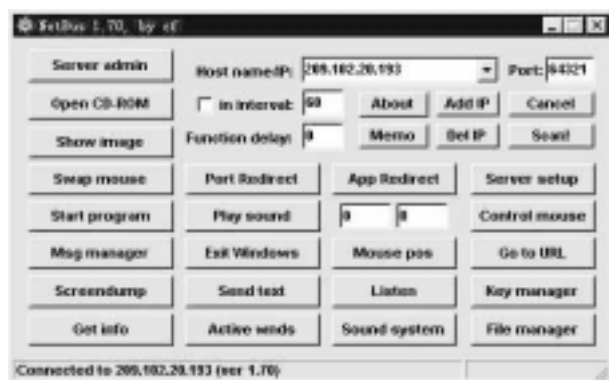 NetBus 1.70, by cf
Server admin
Host name/IP: 209.102.20.193 Port: 64321
Open CD-ROM
in interval: 60 About Add IP Cancel
Show image
Function delay: 0 Memo Del IP Scan!
Swap mouse Port Redirect App Redirect Server setup
Start program Play sound 0 0 Control mouse
Msg manager Exit Windows Mouse pos Go to URL
Screendump Send text Listen Key manager
Get info Active wnds Sound system File manager
Connected to 209.102.20.193 (ver 1.70)